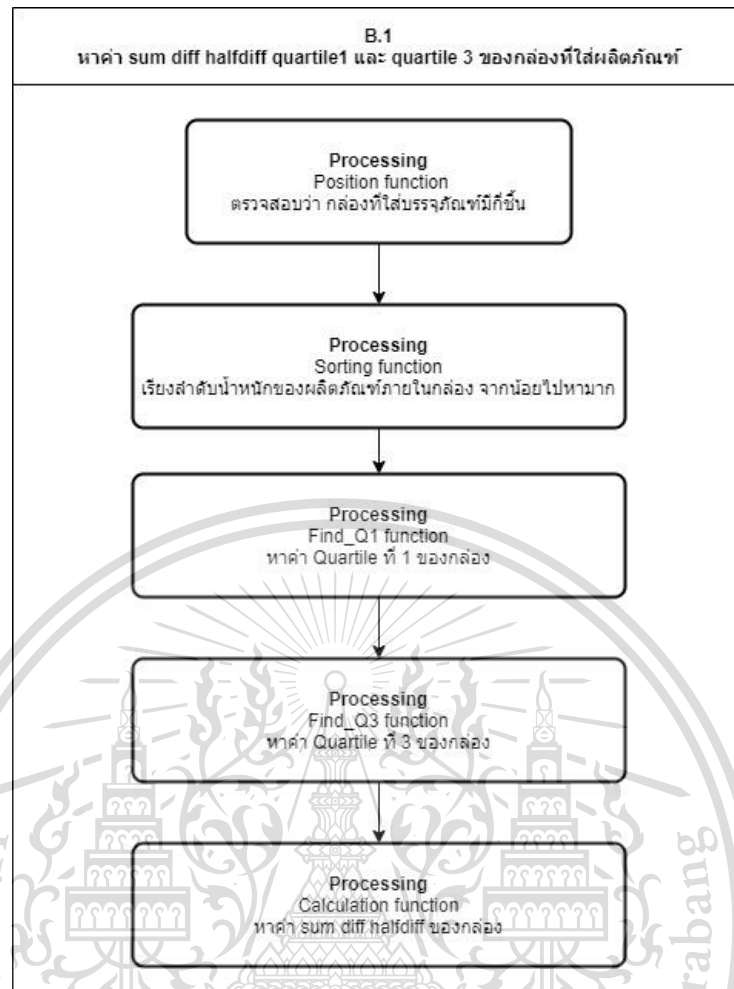 B.1
หาค่า sum diff halfdiff quartile1 และ quartile 3 ของกล่องที่ใส่ผลิตภัณฑ์
Processing
Position function
ตรวจสอบว่า กล่องที่ใส่บรรจุภัณฑ์มีกี่ชิ้น
Processing
Sorting function
เรียงลำดับน้ำหนักของผลิตภัณฑ์ภายในกล่อง จากน้อยไปหามาก
Processing
Find_Q1 function
หาค่า Quartile ที่ 1 ของกล่อง
Processing
Find_Q3 function
หาค่า Quartile ที่ 3 ของกล่อง
Processing
Calculation function
หาค่า sum diff halfdiff ของกล่อง
rabang